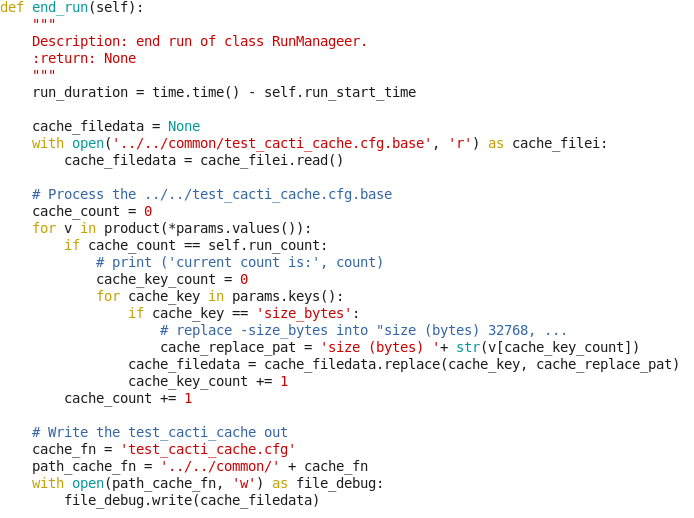 def end_run(self):
    """
    Description: end run of class RunManageer.
    :return: None
    """
    run_duration = time.time() - self.run_start_time

    cache_filedata = None
    with open('../../common/test_cacti_cache.cfg.base', 'r') as cache_filei:
        cache_filedata = cache_filei.read()

    # Process the ../../test_cacti_cache.cfg.base
    cache_count = 0
    for v in product(*params.values()):
        if cache_count == self.run_count:
            # print ('current count is:', count)
            cache_key_count = 0
            for cache_key in params.keys():
                if cache_key == 'size_bytes':
                    # replace -size_bytes into "size (bytes) 32768, ...
                    cache_replace_pat = 'size (bytes) '+ str(v[cache_key_count])
                cache_filedata = cache_filedata.replace(cache_key, cache_replace_pat)
                cache_key_count += 1
        cache_count += 1

    # Write the test_cacti_cache out
    cache_fn = 'test_cacti_cache.cfg'
    path_cache_fn = '../../common/' + cache_fn
    with open(path_cache_fn, 'w') as file_debug:
        file_debug.write(cache_filedata)